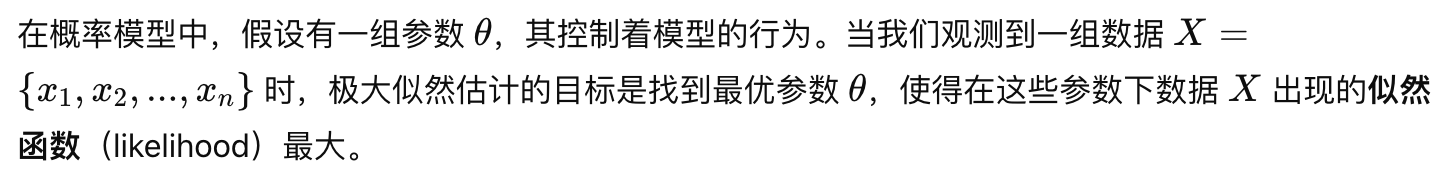 在概率模型中，假设有一组参数 θ，其控制着模型的行为。当我们观测到一组数据 X =
{x₁, x₂, ..., xₙ} 时，极大似然估计的目标是找到最优参数 θ，使得在这些参数下数据 X 出现的似然
函数（likelihood）最大。